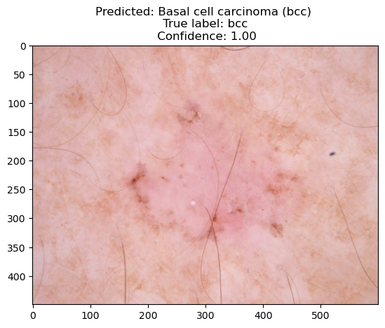 Predicted: Basal cell carcinoma (bcc)
True label: bcc
Confidence: 1.00
0
50
100
150
200
250
300
350
400
0 100 200 300 400 500